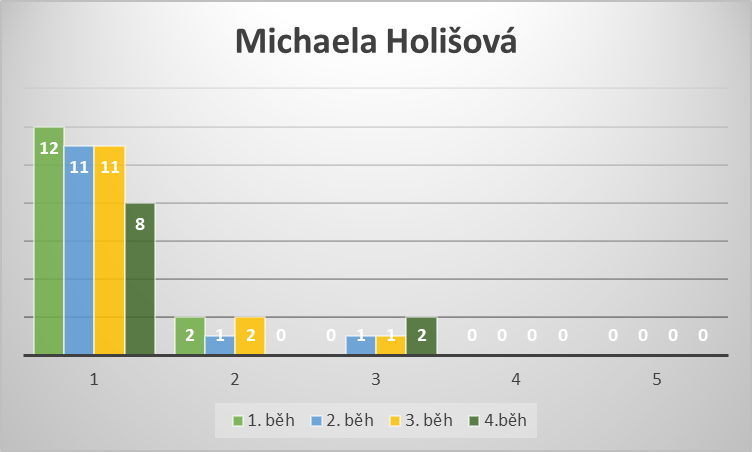 Michaela Holišová
12 11 11 8 2 1 2 0 0 1 1 2 0 0 0 0 0 0 0 0
1 2 3 4 5
1. běh 2. běh 3. běh 4.běh